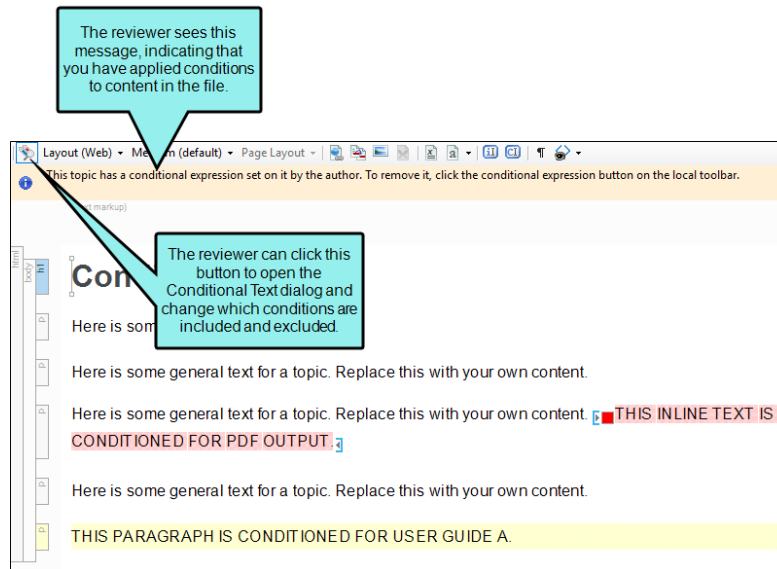 The reviewer sees this
message, indicating that
you have applied conditions
to content in the file.
Layout (Web) Me m (default) Page Layout
This topic has a conditional expression set on it by the author. To remove it, click the conditional expression button on the local toolbar.
markup)
html
body
h1
The reviewer can click this
button to open the
Conditional Text dialog and
change which conditions are
included and excluded.
Con
p
Here is som
p
Here is some general text for a topic. Replace this with your own content.
p
Here is some general text for a topic. Replace this with your own content. THIS INLINE TEXT IS
CONDITIONED FOR PDF OUTPUT.
p
Here is some general text for a topic. Replace this with your own content.
p
THIS PARAGRAPH IS CONDITIONED FOR USER GUIDE A.